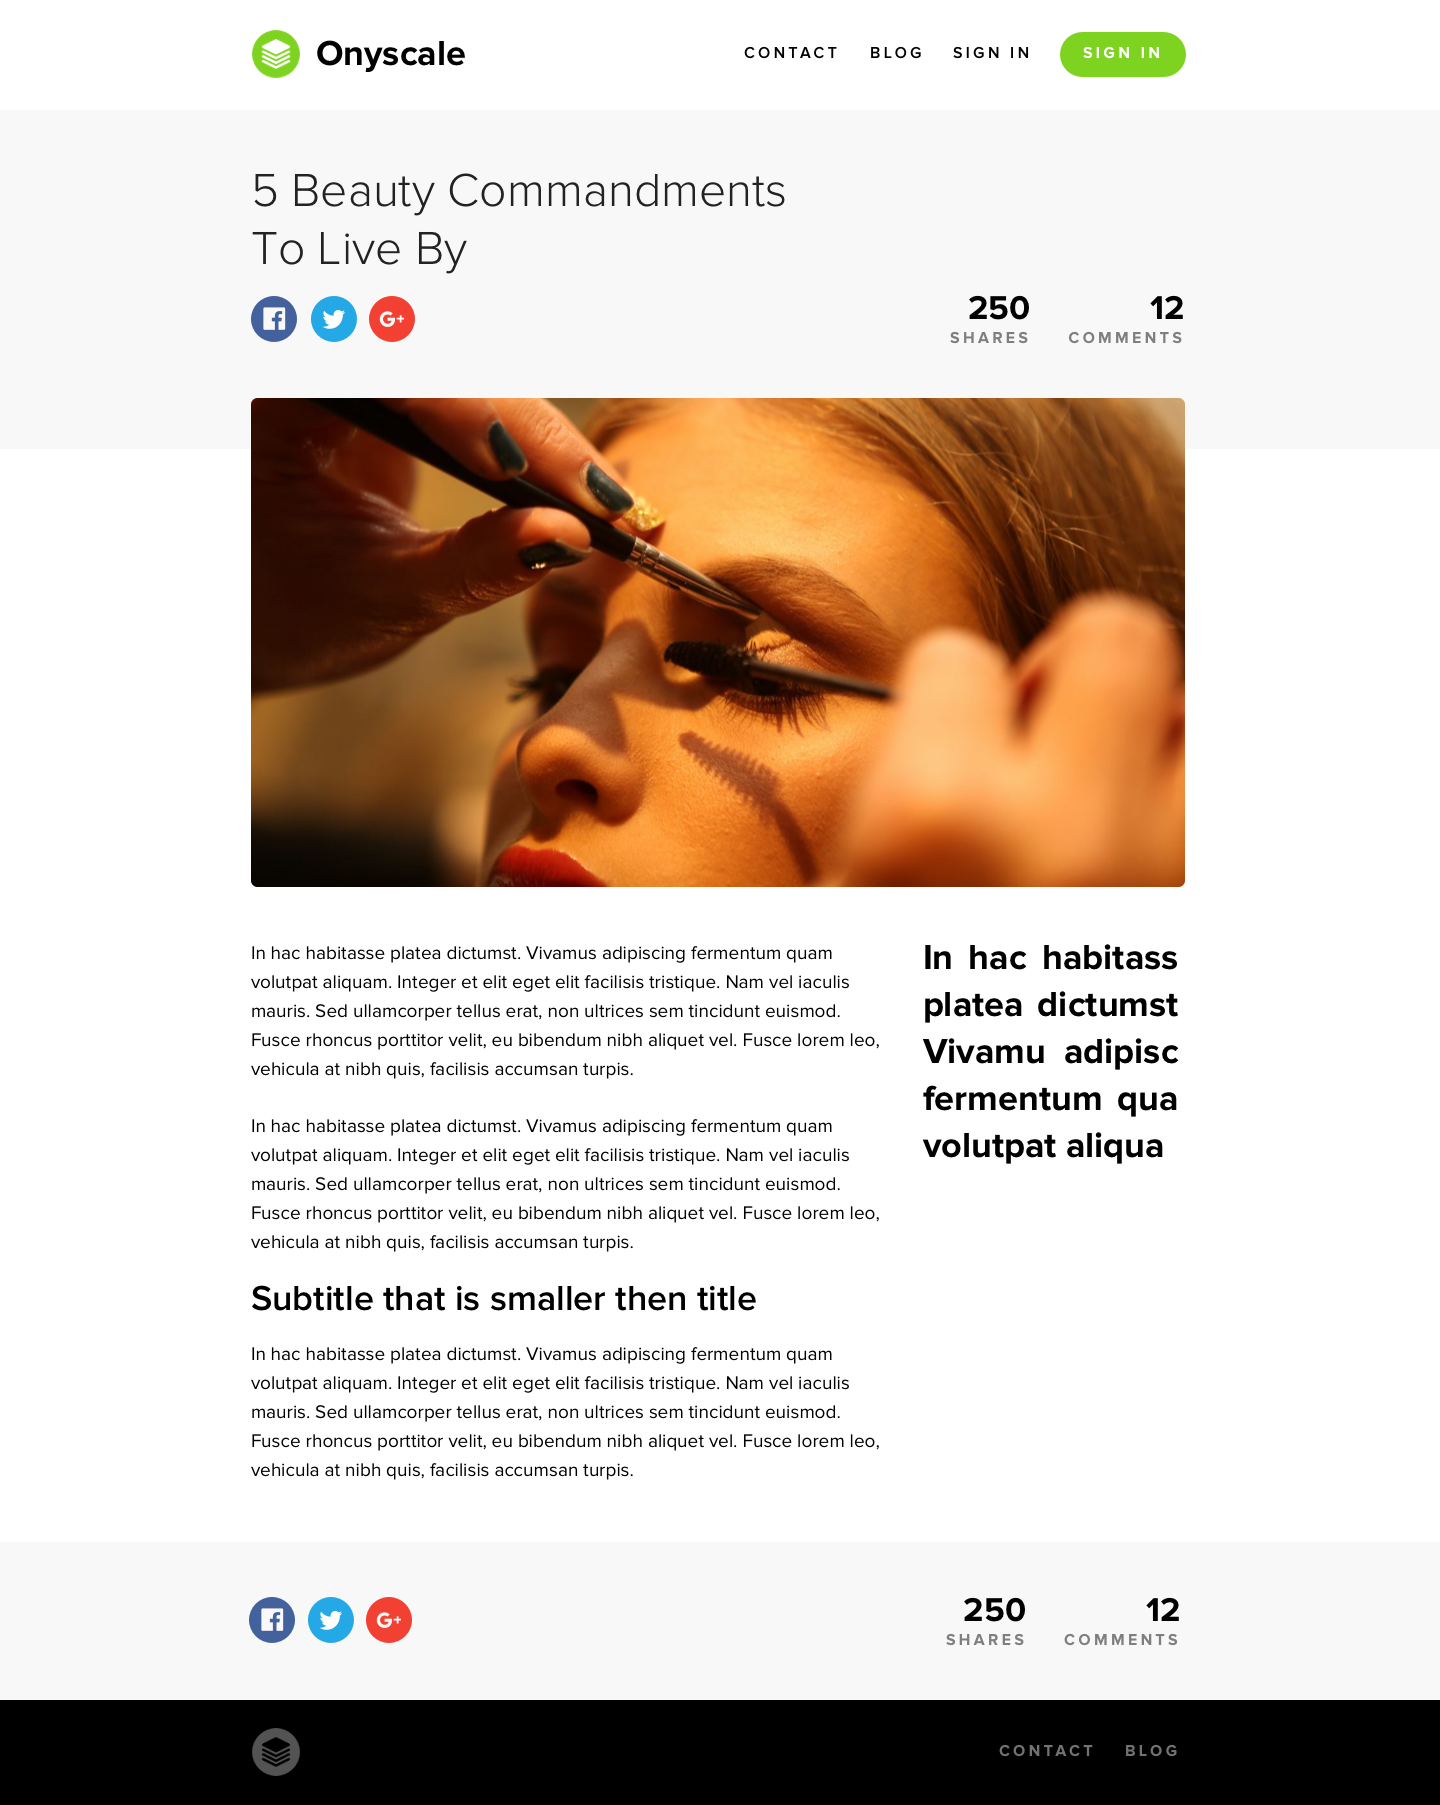 Onyscale
CONTACT BLOG SIGN IN SIGN IN
5 Beauty Commandments
To Live By
250 12
SHARES COMMENTS
In hac habitasse platea dictumst. Vivamus adipiscing fermentum quam
volutpat aliquam. Integer et elit eget elit facilisis tristique. Nam vel iaculis
mauris. Sed ullamcorper tellus erat, non ultrices sem tincidunt euismod.
Fusce rhoncus porttitor velit, eu bibendum nibh aliquet vel. Fusce lorem leo,
vehicula at nibh quis, facilisis accumsan turpis.
In hac habitasse platea dictumst. Vivamus adipiscing fermentum quam
volutpat aliquam. Integer et elit eget elit facilisis tristique. Nam vel iaculis
mauris. Sed ullamcorper tellus erat, non ultrices sem tincidunt euismod.
Fusce rhoncus porttitor velit, eu bibendum nibh aliquet vel. Fusce lorem leo,
vehicula at nibh quis, facilisis accumsan turpis.
Subtitle that is smaller then title
In hac habitasse platea dictumst. Vivamus adipiscing fermentum quam
volutpat aliquam. Integer et elit eget elit facilisis tristique. Nam vel iaculis
mauris. Sed ullamcorper tellus erat, non ultrices sem tincidunt euismod.
Fusce rhoncus porttitor velit, eu bibendum nibh aliquet vel. Fusce lorem leo,
vehicula at nibh quis, facilisis accumsan turpis.
In hac habitass
platea dictumst
Vivamu adipisc
fermentum qua
volutpat aliqua
250 12
SHARES COMMENTS
CONTACT BLOG